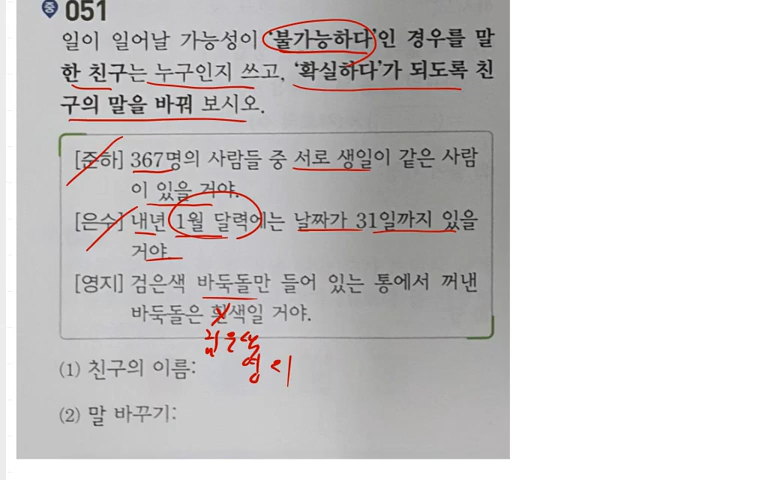 중 051
일이 일어날 가능성이 '불가능하다'인 경우를 말
한 친구는 누구인지 쓰고, '확실하다'가 되도록 친
구의 말을 바꿔 보시오.
[준하] 367명의 사람들 중 서로 생일이 같은 사람
이 있을 거야.
[은수] 내년 1월 달력에는 날짜가 31일까지 있을
거야.
[영지] 검은색 바둑돌만 들어 있는 통에서 꺼낸
바둑돌은 흰색일 거야.
검은색
(1) 친구의 이름: 영지
(2) 말 바꾸기: